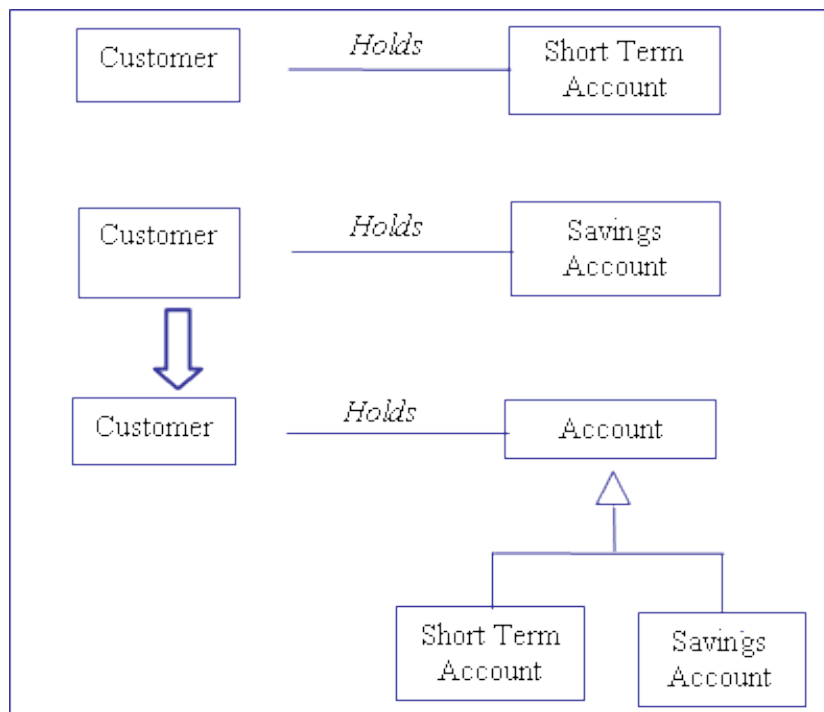 Holds
Customer
Short Term
Account
Holds
Customer
Savings
Account
Holds
Customer
Account
Short Term
Account
Savings
Account